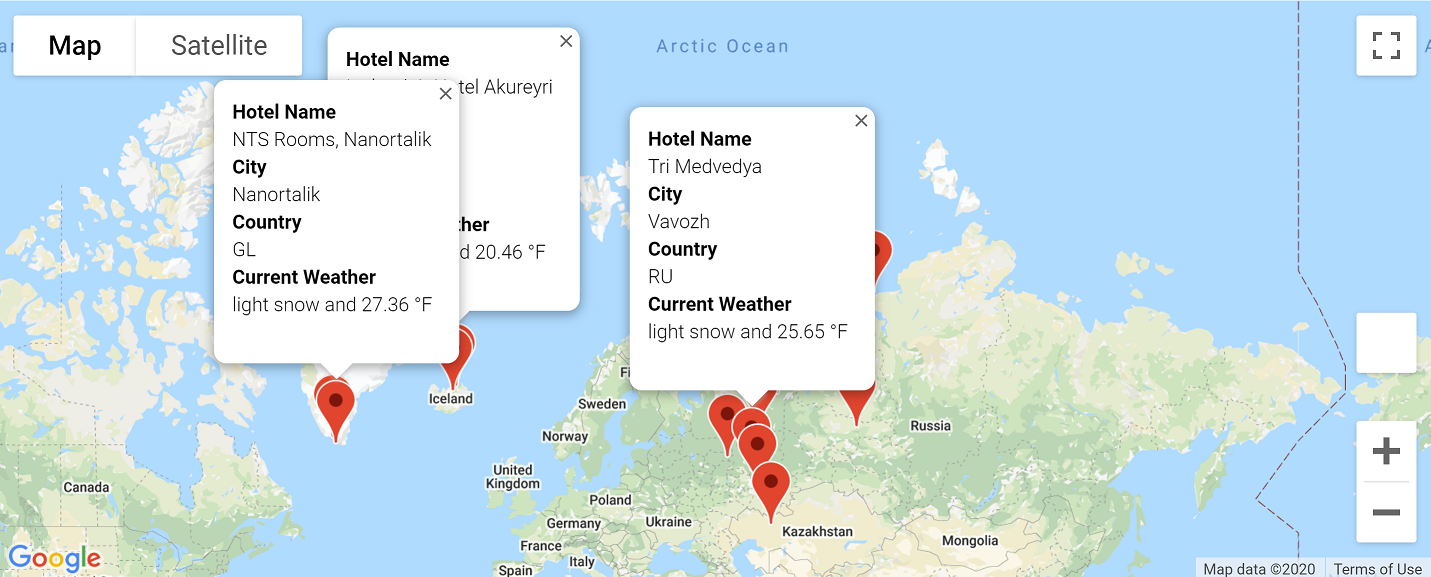 Map
Satellite
Arctic Ocean
Hotel Name
tel Akureyri
ther
d 20.46 °F
Hotel Name
NTS Rooms, Nanortalik
City
Nanortalik
Country
GL
Current Weather
light snow and 27.36 °F
Hotel Name
Tri Medvedya
City
Vavozh
Country
RU
Current Weather
light snow and 25.65 °F
Iceland
Sweden
Norway
Russia
United
Kingdom
Canada
Poland
Germany
Ukraine
France
Italy
Spain
Kazakhstan
Mongolia
Google
Map data ©2020
Terms of Use